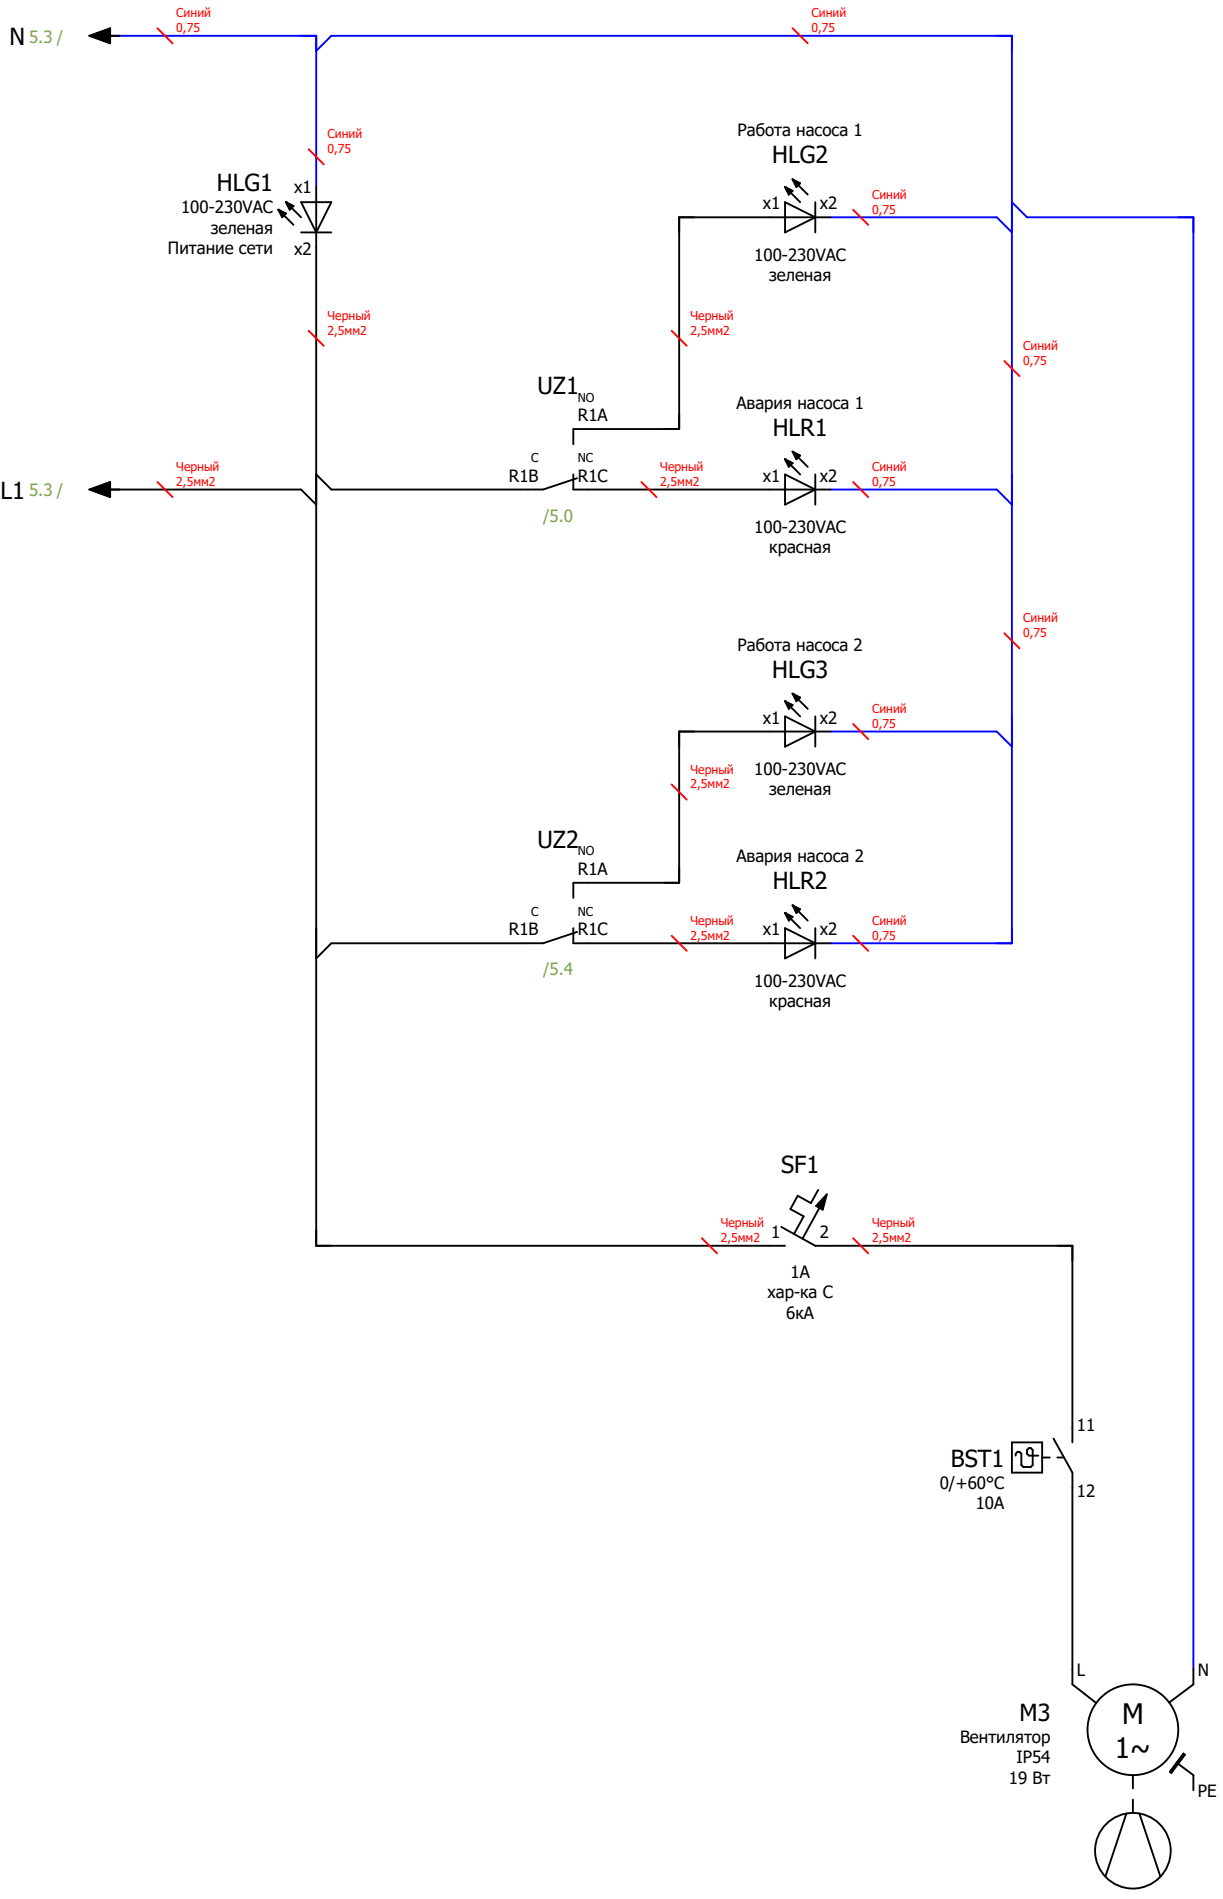 N 5.3 /
Синий
0,75
Синий
0,75
Синий
0,75
HLG1
100-230VAC
зеленая
Питание сети
x1
x2
Черный
2,5мм2
Работа насоса 1
HLG2
x1
x2
100-230VAC
зеленая
Синий
0,75
Черный
2,5мм2
Синий
0,75
UZ1
NO
R1A
C
R1B
NC
R1C
/5.0
L1 5.3 /
Черный
2,5мм2
Черный
2,5мм2
Авария насоса 1
HLR1
x1
x2
100-230VAC
красная
Синий
0,75
Синий
0,75
Работа насоса 2
HLG3
x1
x2
100-230VAC
зеленая
Синий
0,75
Черный
2,5мм2
UZ2
NO
R1A
C
R1B
NC
R1C
/5.4
Черный
2,5мм2
Авария насоса 2
HLR2
x1
x2
100-230VAC
красная
Синий
0,75
SF1
Черный
2,5мм2
1
2
Черный
2,5мм2
1А
хар-ка С
6кА
11
BST1
0/+60°C
10А
12
L
N
M3
Вентилятор
IP54
19 Вт
M
1~
PE